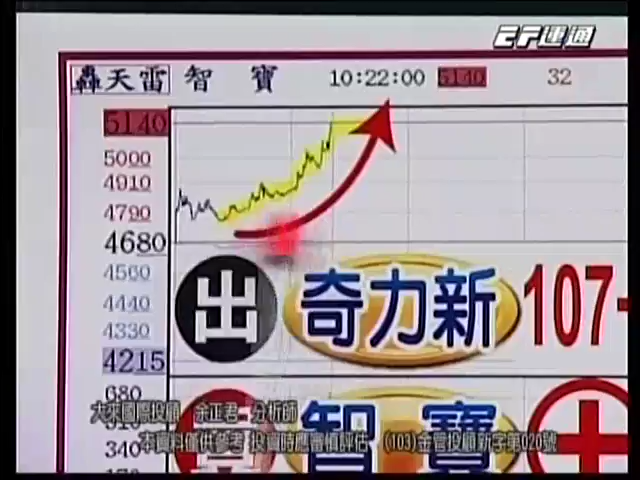 EF運通
轟天雷 智 寶 10:22:00 5140 32
5140
5000
4910
4790
4680
4560
4440
4330
4215
680
340
出 奇力新 107
智 寶
大來國際投顧 余正君 分析師
本資料僅供參考 投資時應審慎評估 (103)金管投顧新字第020號